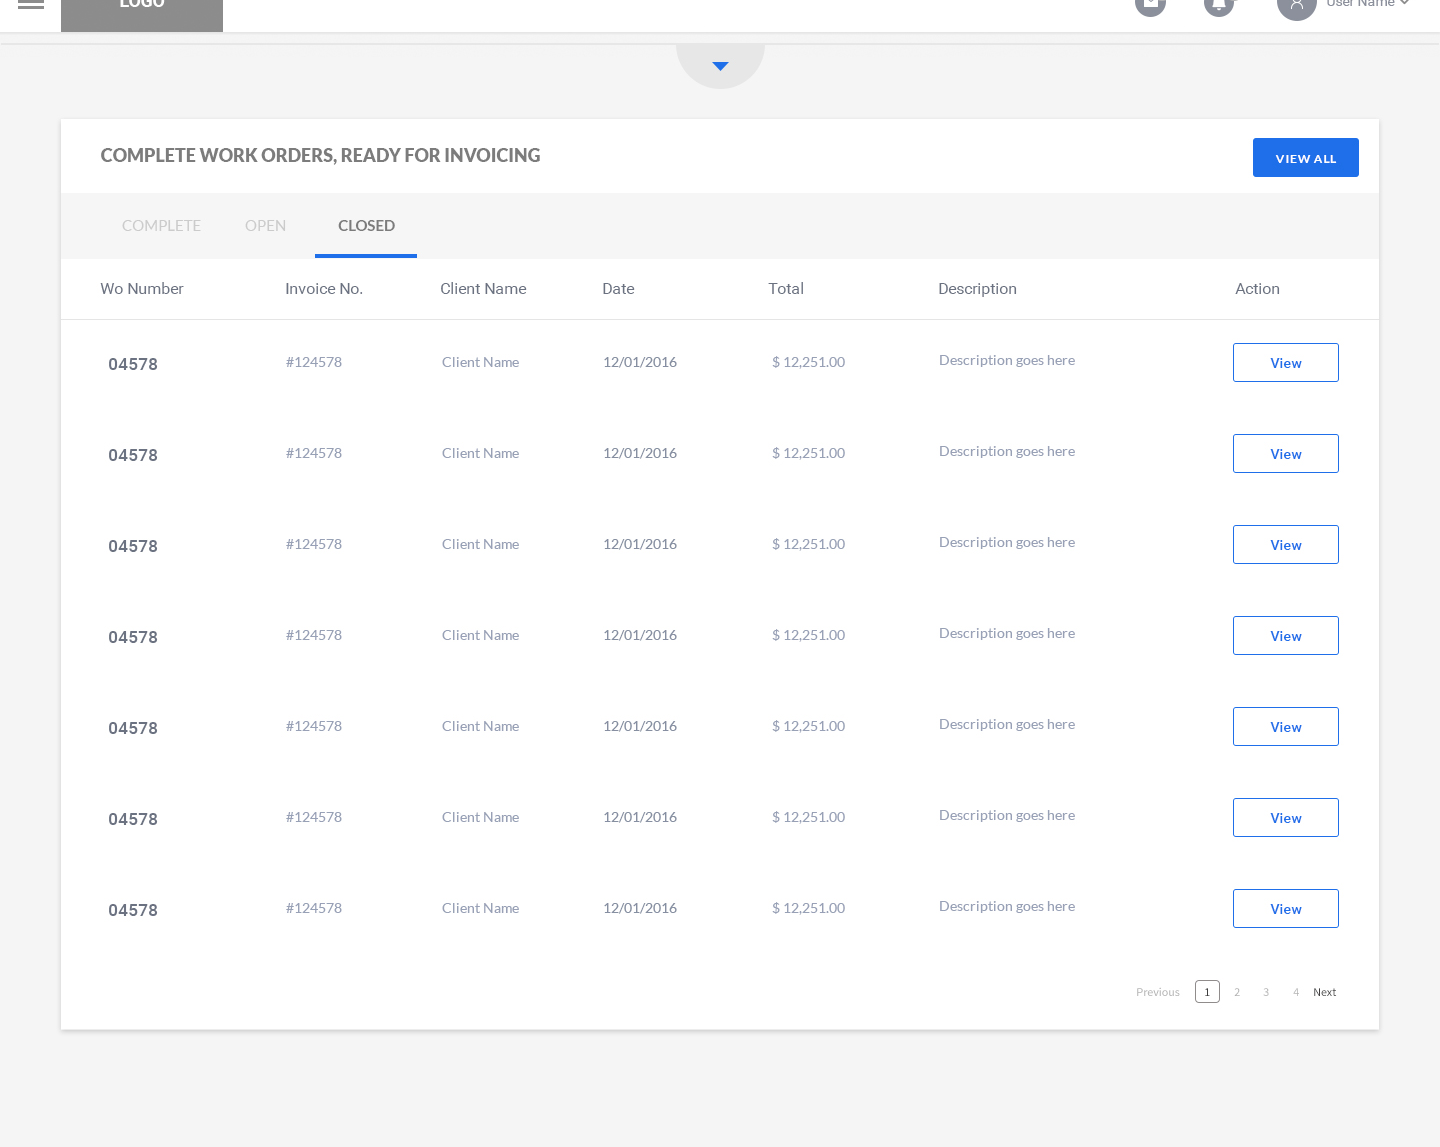 LOGO
User Name
COMPLETE WORK ORDERS, READY FOR INVOICING
VIEW ALL
COMPLETE OPEN CLOSED
Wo Number Invoice No. Client Name Date Total Description Action
04578 #124578 Client Name 12/01/2016 $ 12,251.00 Description goes here View
04578 #124578 Client Name 12/01/2016 $ 12,251.00 Description goes here View
04578 #124578 Client Name 12/01/2016 $ 12,251.00 Description goes here View
04578 #124578 Client Name 12/01/2016 $ 12,251.00 Description goes here View
04578 #124578 Client Name 12/01/2016 $ 12,251.00 Description goes here View
04578 #124578 Client Name 12/01/2016 $ 12,251.00 Description goes here View
04578 #124578 Client Name 12/01/2016 $ 12,251.00 Description goes here View
Previous 1 2 3 4 Next